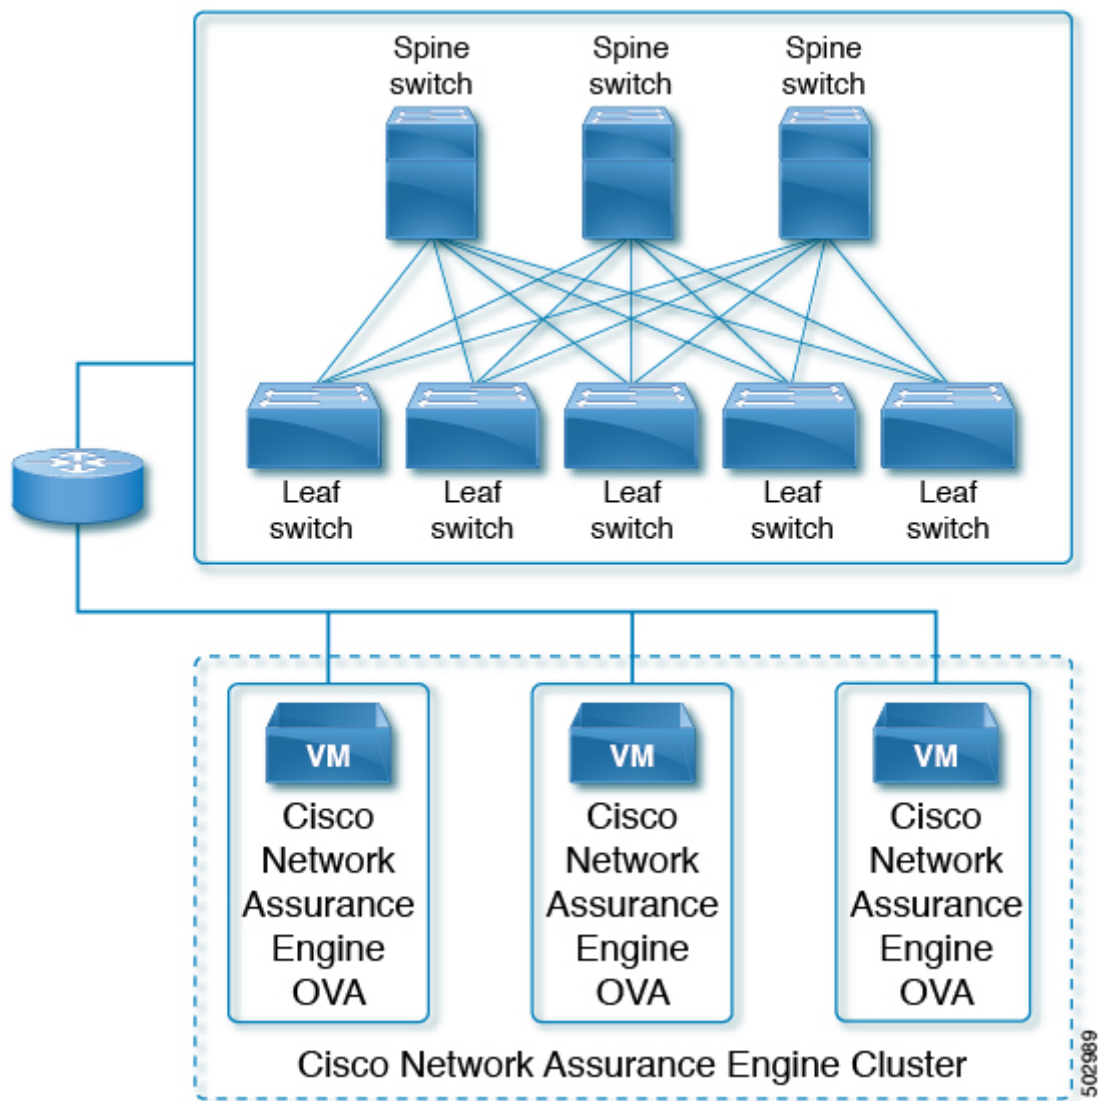 Spine switch
Spine switch
Spine switch
Leaf switch
Leaf switch
Leaf switch
Leaf switch
Leaf switch
VM
Cisco
Network
Assurance
Engine
OVA
VM
Cisco
Network
Assurance
Engine
OVA
VM
Cisco
Network
Assurance
Engine
OVA
Cisco Network Assurance Engine Cluster
502989